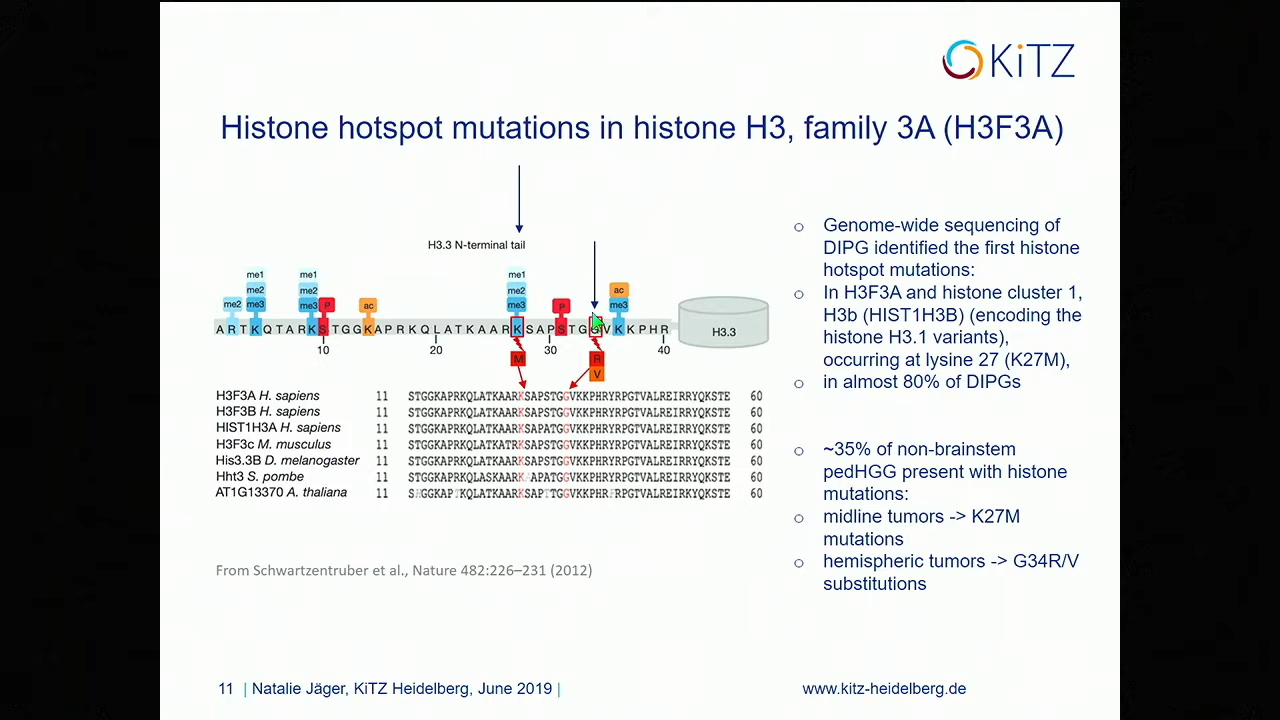 KiTZ
Histone hotspot mutations in histone H3, family 3A (H3F3A)
H3.3 N-terminal tail
me1 me1 me1
me2 me2 me2 ac
me2 me3 me3 P ac me3 P me3
A R T K Q T A R K S T G G K A P R K Q L A T K A A R K S A P S T G G V K K P H R H3.3
10 20 30 40
M R
V
H3F3A H. sapiens 11 STGGKAPRKQLATKAARKSAPSTGGVKKPHRYRPGTVALREIRRYQKSTE 60
H3F3B H. sapiens 11 STGGKAPRKQLATKAARKSAPSTGGVKKPHRYRPGTVALREIRRYQKSTE 60
HIST1H3A H. sapiens 11 STGGKAPRKQLATKAARKSAPATGGVKKPHRYRPGTVALREIRRYQKSTE 60
H3F3c M. musculus 11 STGGKAPRKQLATKATRKSAPSTGGVKKPHRYRPGTVALREIRRYQKSTE 60
His3.3B D. melanogaster 11 STGGKAPRKQLATKAARKSAPSTGGVKKPHRYRPGTVALREIRRYQKSTE 60
Hht3 S. pombe 11 STGGKAPRKQLASKAARKAAPATGGVKKPHRYRPGTVALREIRRYQKSTE 60
AT1G13370 A. thaliana 11 SHGGKAPTKQLATKAARKSAPTTGGVKKPHRFRPGTVALREIRRYQKSTE 60
From Schwartzentruber et al., Nature 482:226–231 (2012)
o Genome-wide sequencing of
DIPG identified the first histone
hotspot mutations:
o In H3F3A and histone cluster 1,
H3b (HIST1H3B) (encoding the
histone H3.1 variants),
occurring at lysine 27 (K27M),
o in almost 80% of DIPGs
o ~35% of non-brainstem
pedHGG present with histone
mutations:
o midline tumors -> K27M
mutations
o hemispheric tumors -> G34R/V
substitutions
11 | Natalie Jäger, KiTZ Heidelberg, June 2019 |
www.kitz-heidelberg.de